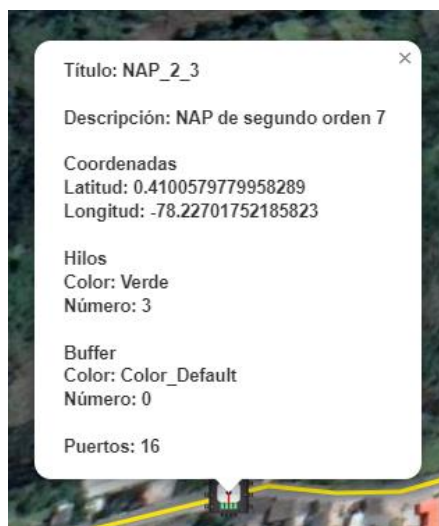 Título: NAP_2_3
Descripción: NAP de segundo orden 7
Coordenadas
Latitud: 0.4100579779958289
Longitud: -78.22701752185823
Hilos
Color: Verde
Número: 3
Buffer
Color: Color_Default
Número: 0
Puertos: 16